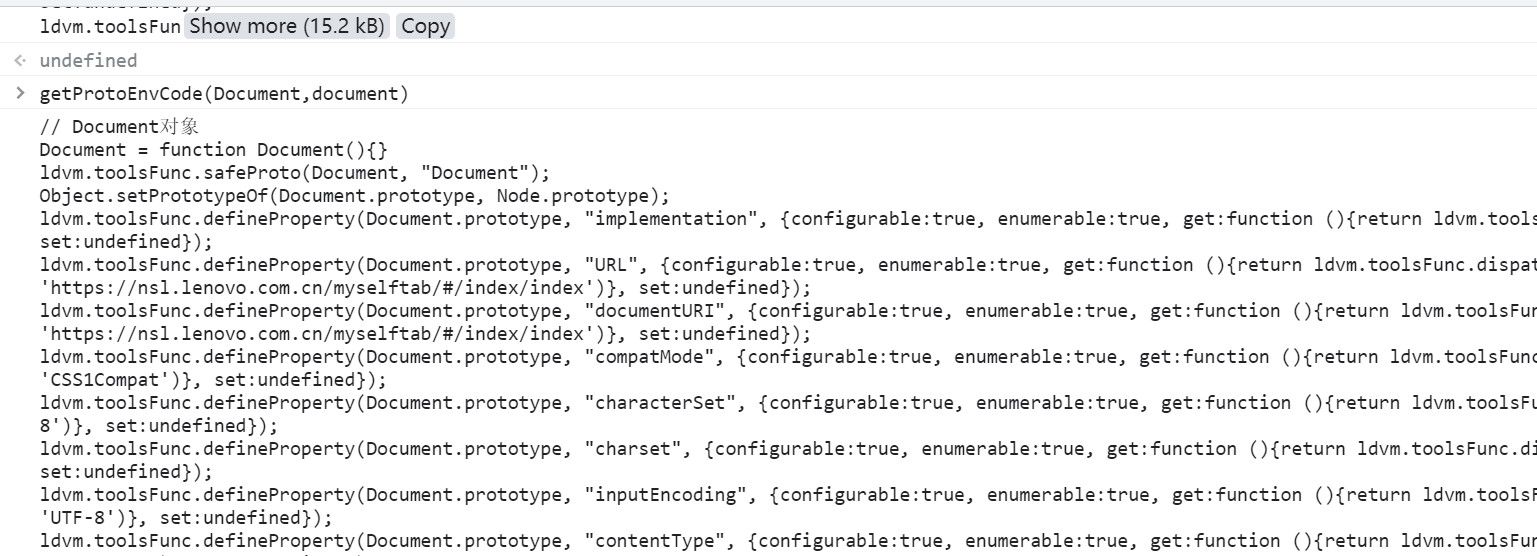 ldvm.toolsFun Show more (15.2 kB) Copy
undefined
getProtoEnvCode(Document,document)
// Document对象
Document = function Document(){}
ldvm.toolsFunc.safeProto(Document, "Document");
Object.setPrototypeOf(Document.prototype, Node.prototype);
ldvm.toolsFunc.defineProperty(Document.prototype, "implementation", {configurable:true, enumerable:true, get:function (){return ldvm.tools
set:undefined});
ldvm.toolsFunc.defineProperty(Document.prototype, "URL", {configurable:true, enumerable:true, get:function (){return ldvm.toolsFunc.dispat
'https://nsl.lenovo.com.cn/myselftab/#/index/index')}, set:undefined});
ldvm.toolsFunc.defineProperty(Document.prototype, "documentURI", {configurable:true, enumerable:true, get:function (){return ldvm.toolsFun
'https://nsl.lenovo.com.cn/myselftab/#/index/index')}, set:undefined});
ldvm.toolsFunc.defineProperty(Document.prototype, "compatMode", {configurable:true, enumerable:true, get:function (){return ldvm.toolsFunc
'CSS1Compat')}, set:undefined});
ldvm.toolsFunc.defineProperty(Document.prototype, "characterSet", {configurable:true, enumerable:true, get:function (){return ldvm.toolsFu
8')}, set:undefined});
ldvm.toolsFunc.defineProperty(Document.prototype, "charset", {configurable:true, enumerable:true, get:function (){return ldvm.toolsFunc.di
set:undefined});
ldvm.toolsFunc.defineProperty(Document.prototype, "inputEncoding", {configurable:true, enumerable:true, get:function (){return ldvm.toolsF
'UTF-8')}, set:undefined});
ldvm.toolsFunc.defineProperty(Document.prototype, "contentType", {configurable:true, enumerable:true, get:function (){return ldvm.toolsFun